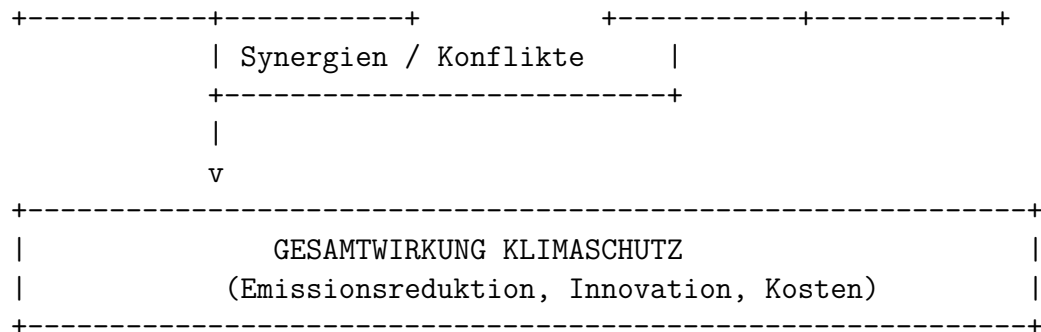 +-----------+-----------+ +-----------+-----------+
| Synergien / Konflikte |
+---------------------------+
|
v
+-------------------------------------------------------------+
| GESAMTWIRKUNG KLIMASCHUTZ |
| (Emissionsreduktion, Innovation, Kosten) |
+-------------------------------------------------------------+